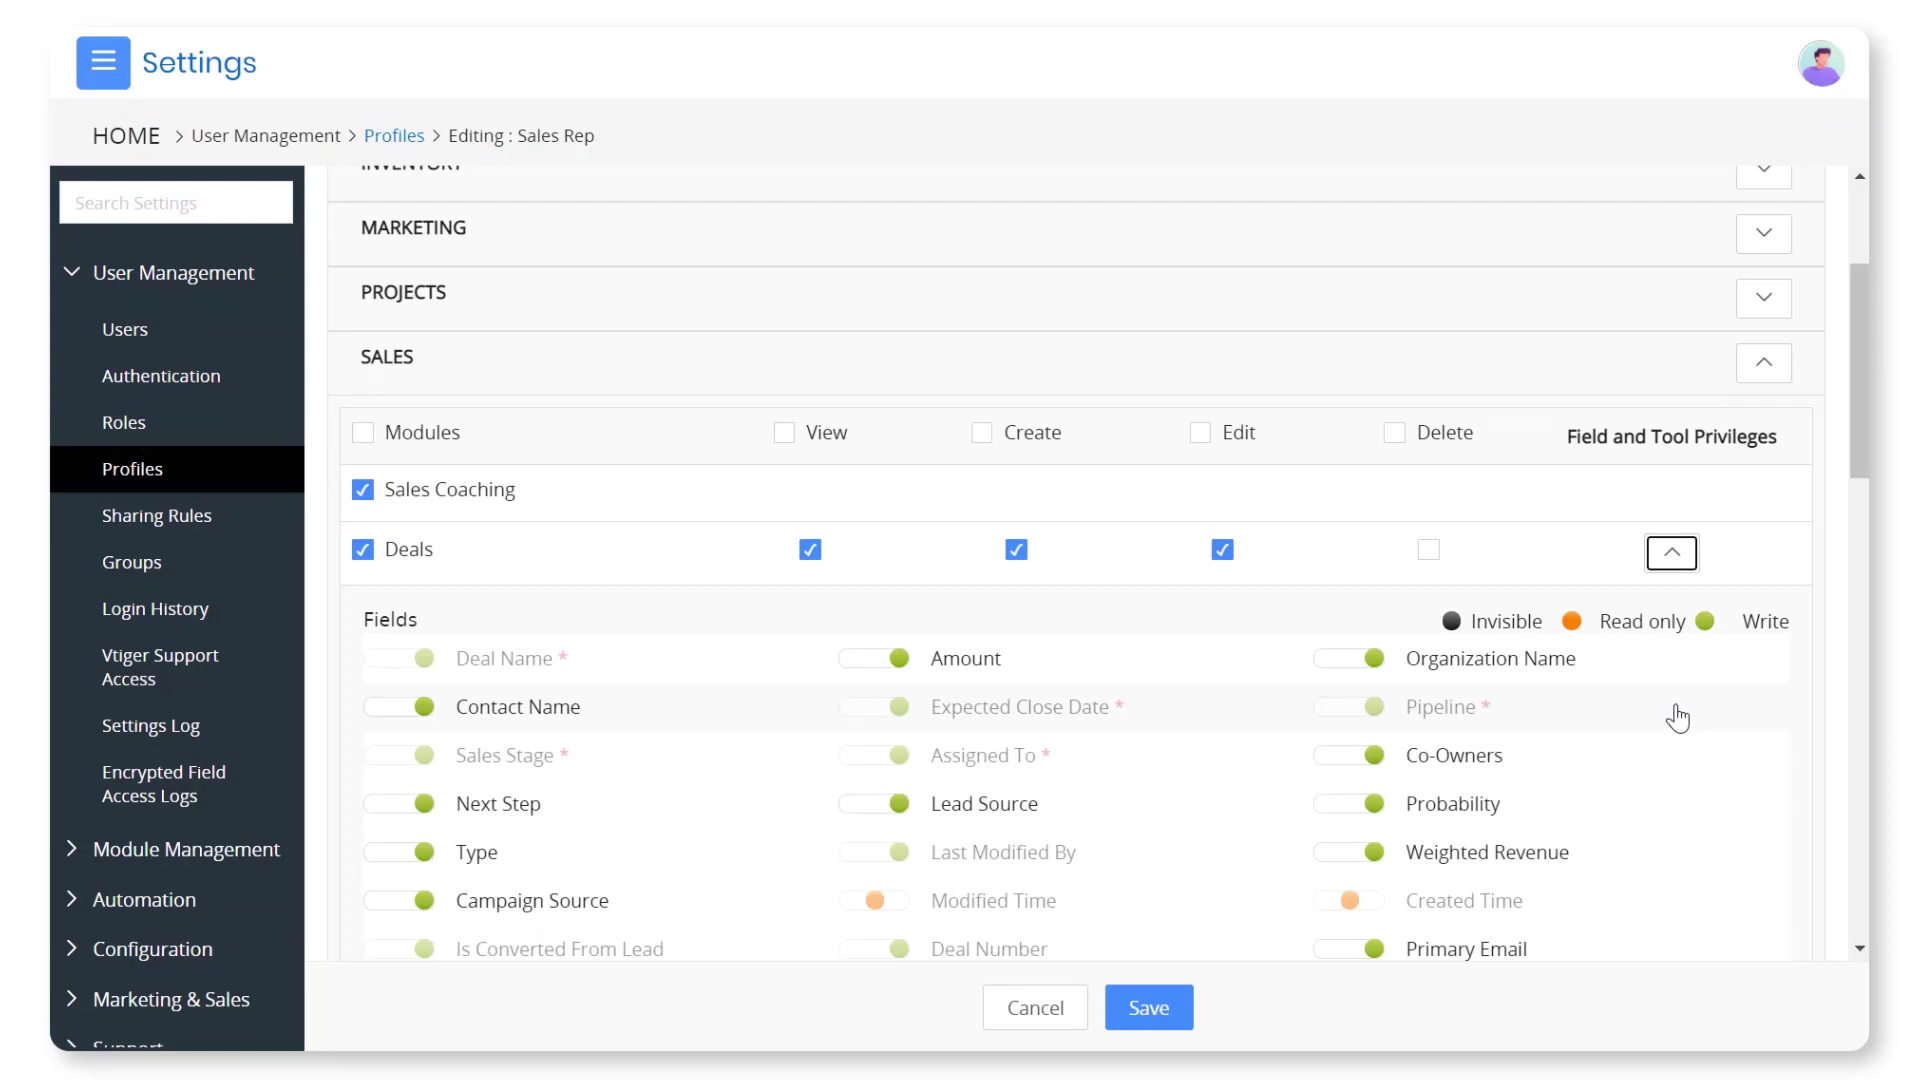 Settings
HOME > User Management > Profiles > Editing : Sales Rep
Search Settings
User Management
Users
Authentication
Roles
Profiles
Sharing Rules
Groups
Login History
Vtiger Support
Access
Settings Log
Encrypted Field
Access Logs
Module Management
Automation
Configuration
Marketing & Sales
Support
INVENTORY
MARKETING
PROJECTS
SALES
Modules View Create Edit Delete Field and Tool Privileges
Sales Coaching
Deals
Fields Invisible Read only Write
Deal Name * Amount Organization Name
Contact Name Expected Close Date * Pipeline *
Sales Stage * Assigned To * Co-Owners
Next Step Lead Source Probability
Type Last Modified By Weighted Revenue
Campaign Source Modified Time Created Time
Is Converted From Lead Deal Number Primary Email
Cancel Save